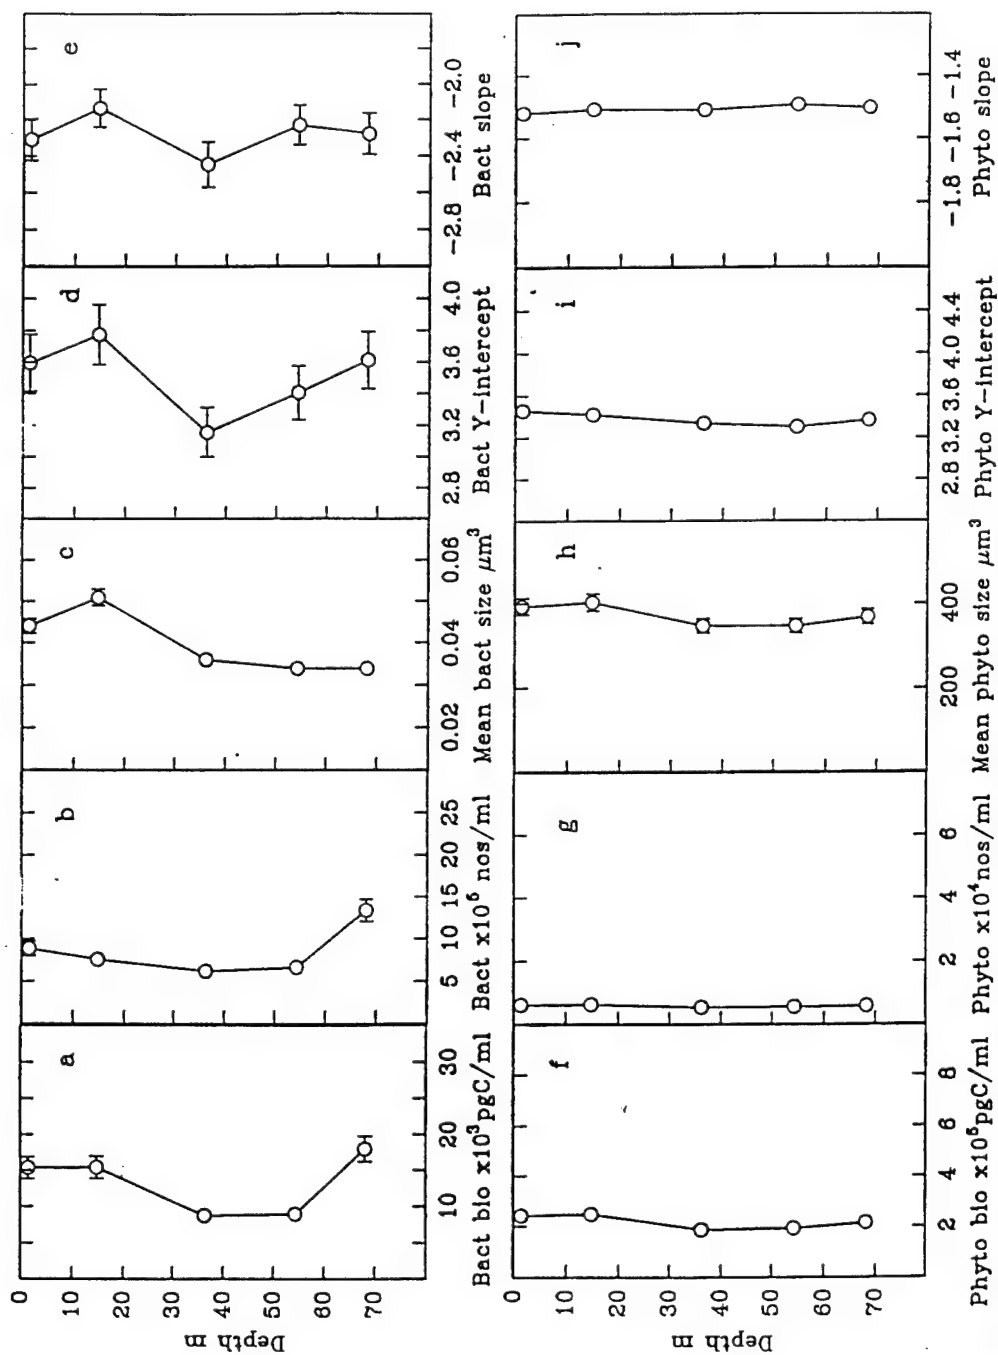 a
b
c
d
e
0
10
20
30
40
50
60
70
Depth m
10 20 30
5 10 15 20 25
0.02 0.04 0.06
2.8 3.2 3.6 4.0
−2.8 −2.4 −2.0
Bact bio x10³pgC/ml
Bact x10⁵ nos/ml
Mean bact size μm³
Bact Y−intercept
Bact slope
f
g
h
i
j
0
10
20
30
40
50
60
70
Depth m
2 4 6 8
2 4 6
200 400
2.8 3.2 3.6 4.0 4.4
−1.8 −1.6 −1.4
Phyto bio x10⁵pgC/ml
Phyto x10⁴nos/ml
Mean phyto size μm³
Phyto Y−intercept
Phyto slope